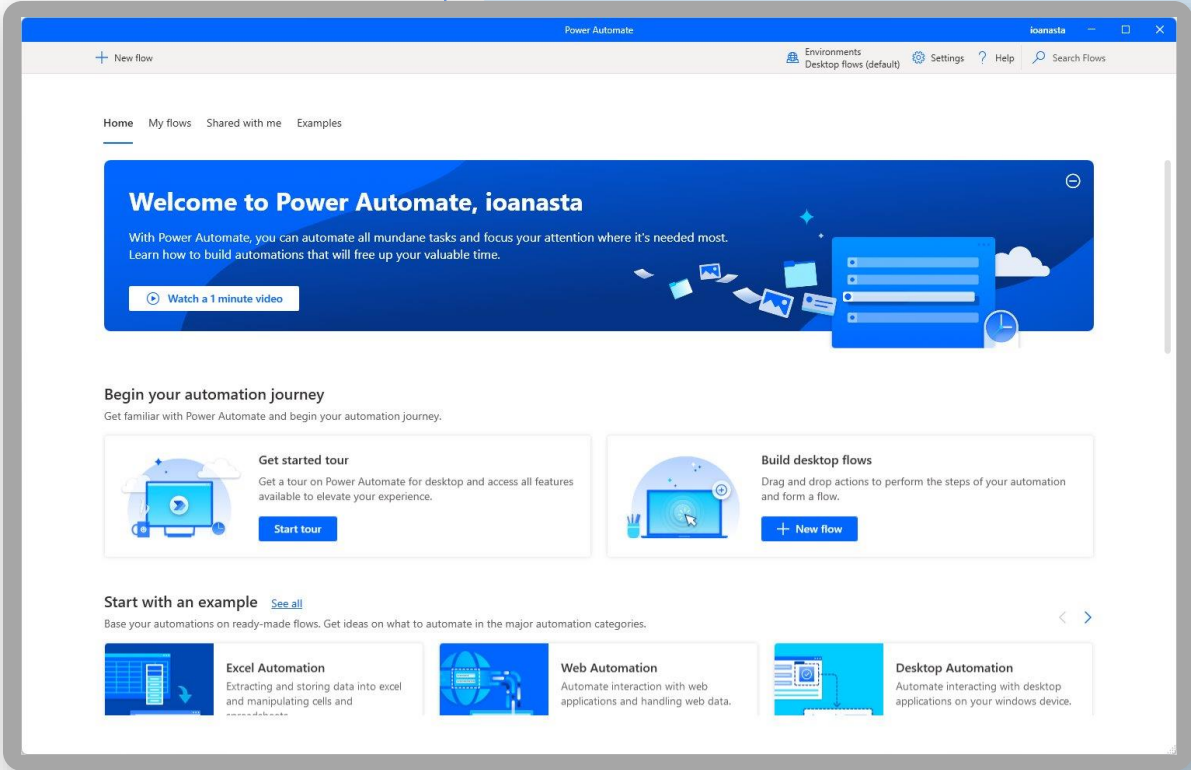 Power Automate
ioanasta
New flow
Environments
Desktop flows (default)
Settings
? Help
Search Flows
Home My flows Shared with me Examples
Welcome to Power Automate, ioanasta
With Power Automate, you can automate all mundane tasks and focus your attention where it's needed most.
Learn how to build automations that will free up your valuable time.
Watch a 1 minute video
Begin your automation journey
Get familiar with Power Automate and begin your automation journey.
Get started tour
Get a tour on Power Automate for desktop and access all features
available to elevate your experience.
Start tour
Build desktop flows
Drag and drop actions to perform the steps of your automation
and form a flow.
New flow
Start with an example See all
Base your automations on ready-made flows. Get ideas on what to automate in the major automation categories.
Excel Automation
Extracting and storing data into excel
and manipulating cells and
Web Automation
Automate interaction with web
applications and handling web data.
Desktop Automation
Automate interacting with desktop
applications on your windows device.